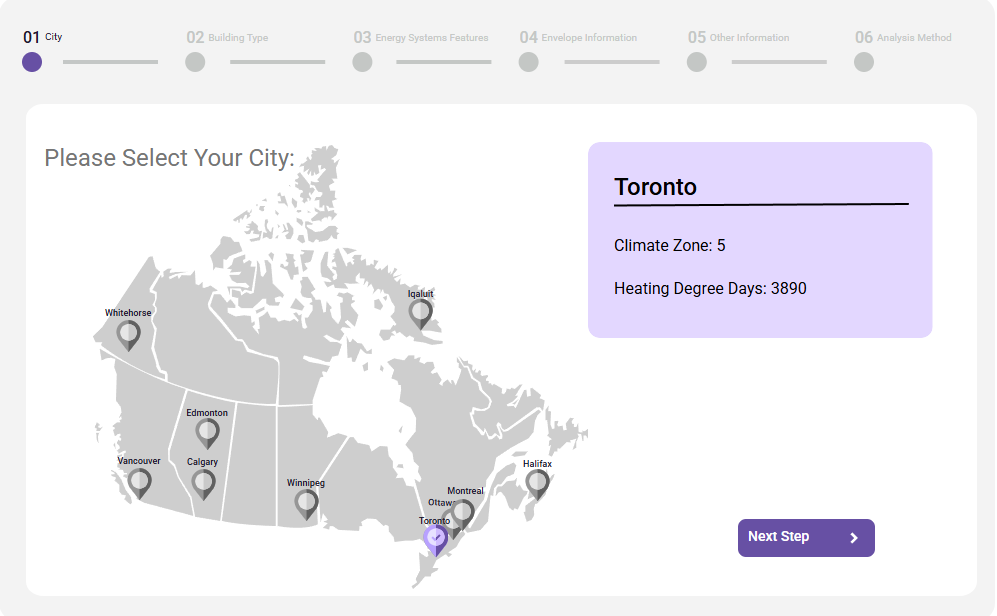 01 City
02 Building Type
03 Energy Systems Features
04 Envelope Information
05 Other Information
06 Analysis Method
Please Select Your City:
Toronto
Climate Zone: 5
Heating Degree Days: 3890
Iqaluit
Whitehorse
Edmonton
Vancouver
Calgary
Halifax
Winnipeg
Montreal
Toronto
Next Step